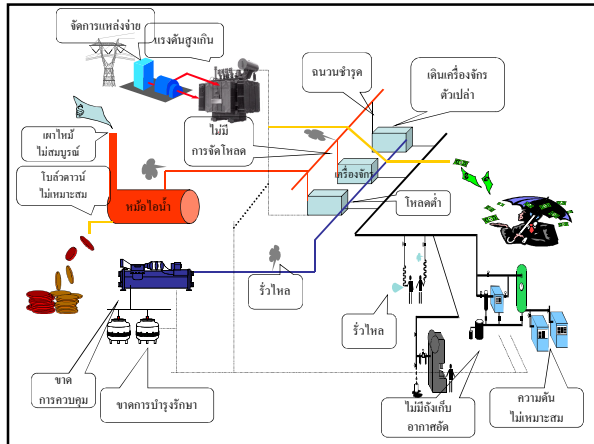 จัดการแหล่งจ่าย
แรงดันสูงเกิน
ฉนวนชำรุด
เดินเครื่องจักร
ตัวเปล่า
ไม่มี
การจัดโหลด
เผาไหม้
ไม่สมบูรณ์
โบล์วดาวน์
ไม่เหมาะสม
หม้อไอน้ำ
เครื่องจักร
โหลดต่ำ
รั่วไหล
รั่วไหล
ขาด
การควบคุม
ขาดการบำรุงรักษา
ไม่มีถังเก็บ
อากาศอัด
ความดัน
ไม่เหมาะสม